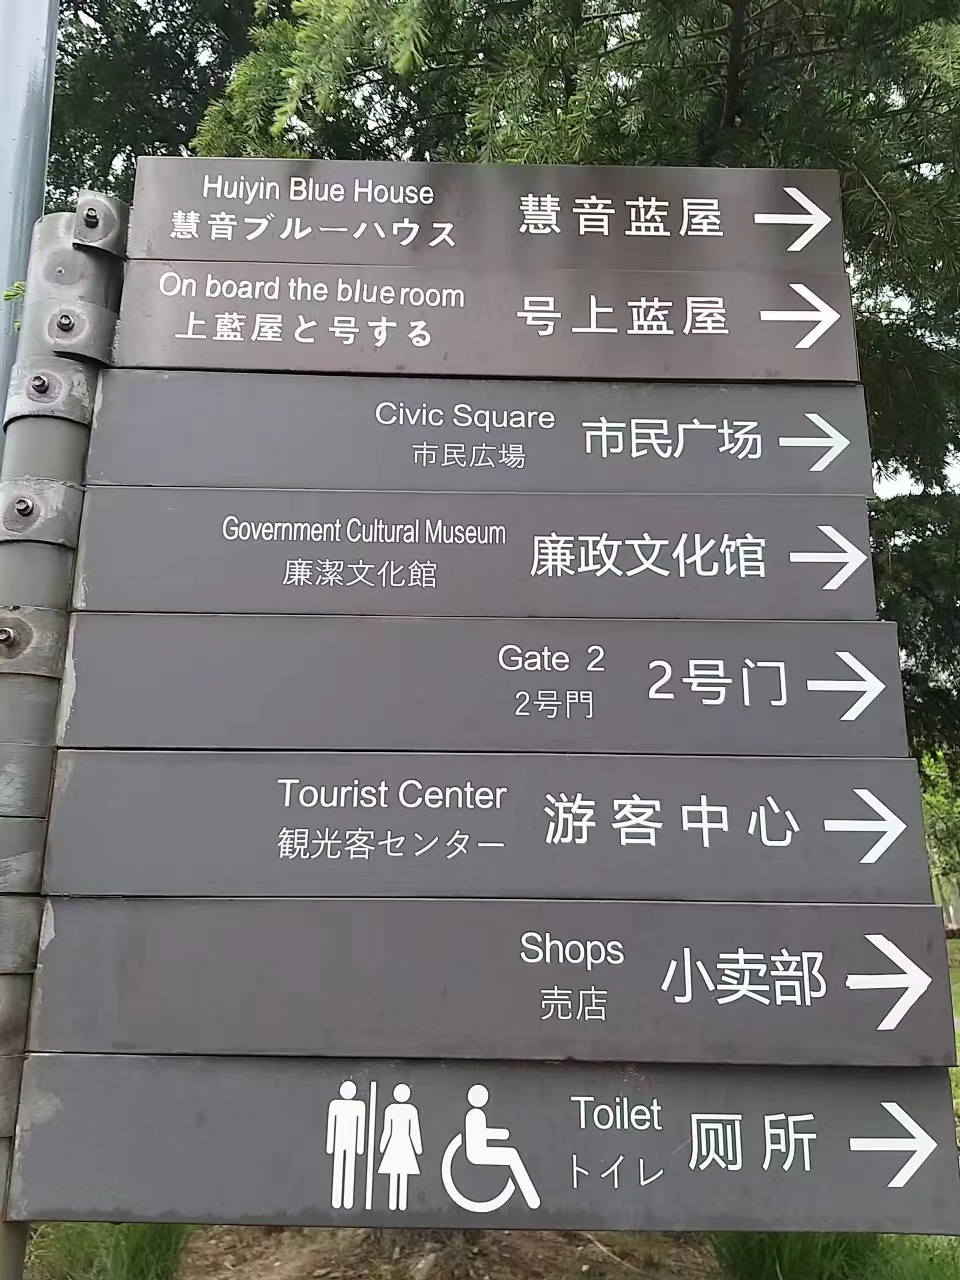 Huiyin Blue House
慧音ブルーハウス
慧音蓝屋
On board the blue room
上藍屋と号する
号上蓝屋
Civic Square
市民広場
市民广场
Government Cultural Museum
廉潔文化館
廉政文化馆
Gate 2
2号門
2号门
Tourist Center
観光客センター
游客中心
Shops
売店
小卖部
Toilet
トイレ
厕所